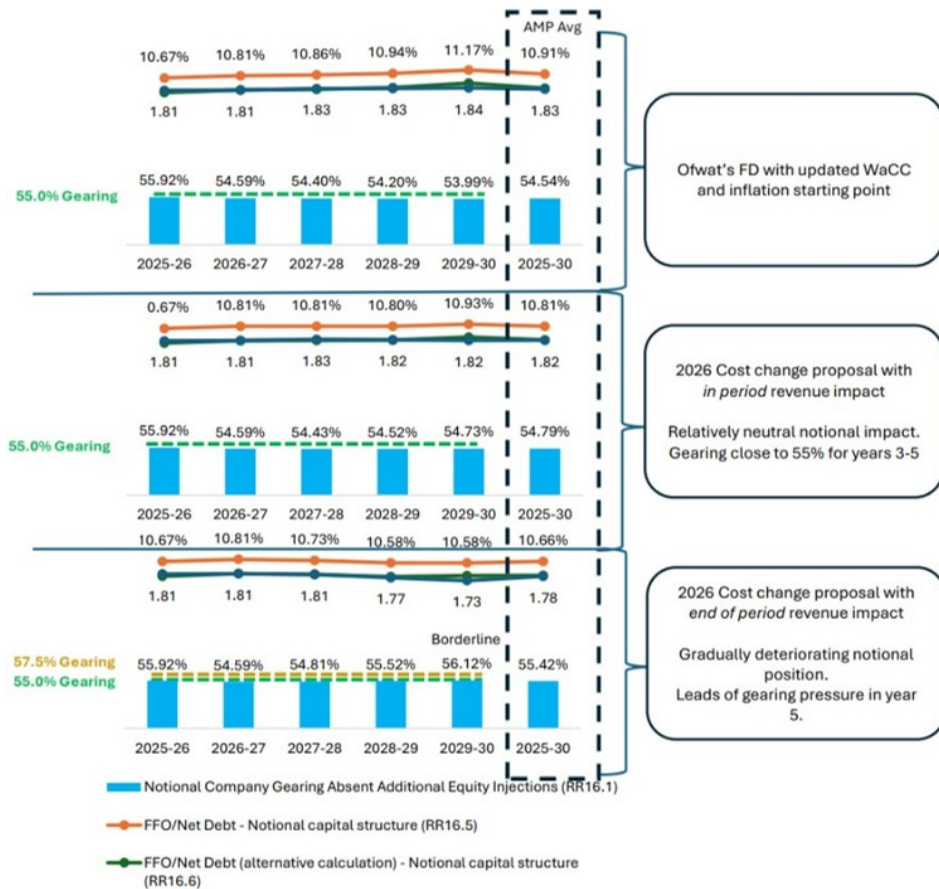 AMP Avg
10.67% 10.81% 10.86% 10.94% 11.17% 10.91%
1.81 1.81 1.83 1.83 1.84 1.83
55.92% 54.59% 54.40% 54.20% 53.99% 54.54%
55.0% Gearing
2025-26 2026-27 2027-28 2028-29 2029-30 2025-30
Ofwat's FD with updated WaCC
and inflation starting point
0.67% 10.81% 10.81% 10.80% 10.93% 10.81%
1.81 1.81 1.83 1.82 1.82 1.82
55.92% 54.59% 54.43% 54.52% 54.73% 54.79%
55.0% Gearing
2025-26 2026-27 2027-28 2028-29 2029-30 2025-30
2026 Cost change proposal with
in period revenue impact
Relatively neutral notional impact.
Gearing close to 55% for years 3-5
10.67% 10.81% 10.73% 10.58% 10.58% 10.66%
1.81 1.81 1.81 1.77 1.73 1.78
Borderline
57.5% Gearing
55.92% 54.59% 54.81% 55.52% 56.12% 55.42%
55.0% Gearing
2025-26 2026-27 2027-28 2028-29 2029-30 2025-30
2026 Cost change proposal with
end of period revenue impact
Gradually deteriorating notional
position.
Leads of gearing pressure in year
5.
Notional Company Gearing Absent Additional Equity Injections (RR16.1)
FFO/Net Debt - Notional capital structure (RR16.5)
FFO/Net Debt (alternative calculation) - Notional capital structure
(RR16.6)